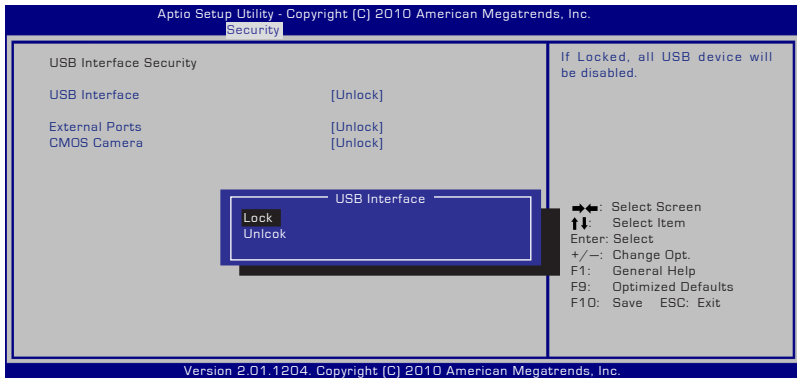 Aptio Setup Utility - Copyright (C) 2010 American Megatrends, Inc.
Security
USB Interface Security
USB Interface [Unlock]
External Ports [Unlock]
CMOS Camera [Unlock]
If Locked, all USB device will
be disabled.
USB Interface
Lock
Unlcok
→←: Select Screen
↑↓: Select Item
Enter: Select
+/—: Change Opt.
F1: General Help
F9: Optimized Defaults
F10: Save ESC: Exit
Version 2.01.1204. Copyright (C) 2010 American Megatrends, Inc.